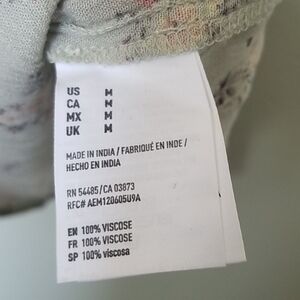 US M
CA M
MX M
UK M
MADE IN INDIA / FABRIQUÉ EN INDE /
HECHO EN INDIA
RN 54485/CA 03873
RFC# AEM120605U9A
EN 100% VISCOSE
FR 100% VISCOSE
SP 100% viscosa